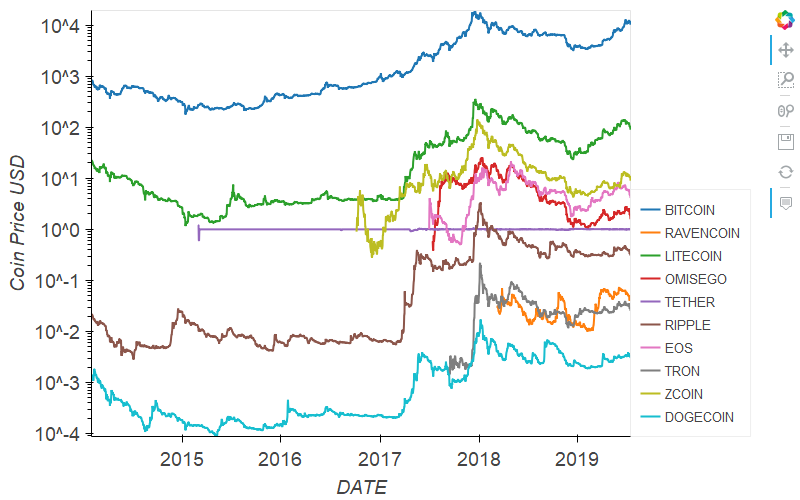 10^4
10^3
10^2
10^1
10^0
10^-1
10^-2
10^-3
10^-4
Coin Price USD
2015 2016 2017 2018 2019
DATE
BITCOIN
RAVENCOIN
LITECOIN
OMISEGO
TETHER
RIPPLE
EOS
TRON
ZCOIN
DOGECOIN